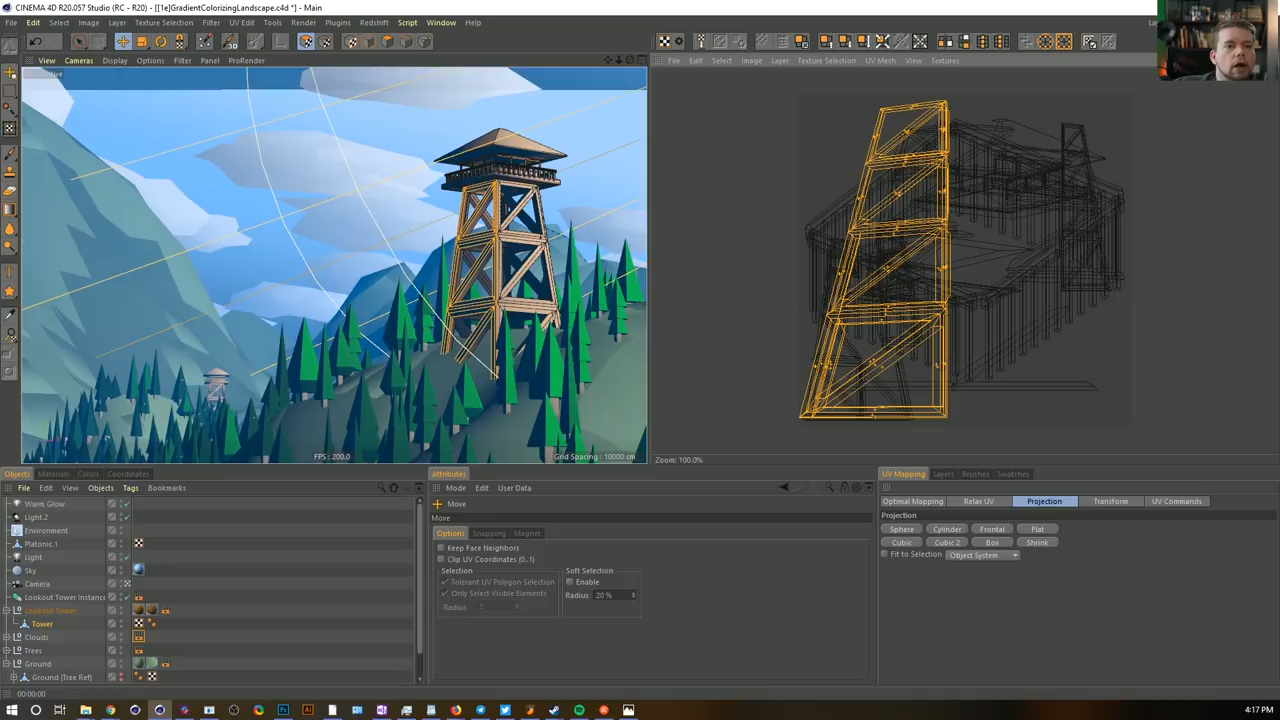 CINEMA 4D R20.057 Studio (RC - R20) - [[1e]GradientColorizingLandscape.c4d *] - Main
File Edit Select Image Layer Texture Selection Filter UV Edit Tools Render Plugins Redshift Script Window Help
View Cameras Display Options Filter Panel ProRender
File Edit Select Image Layer Texture Selection UV Mesh View Textures
FPS : 200.0
Grid Spacing : 10000 cm
Zoom: 100.0%
Objects Materials Colors Coordinates
File Edit View Objects Tags Bookmarks
Warm Glow
Light.2
Environment
Platonic.1
Light
Sky
Camera
Lookout Tower Instance
Lookout Tower
Tower
Clouds
Trees
Ground
Ground (Tree Ref)
Attributes
Mode Edit User Data
Move
Move
Options Snapping Magnet
Keep Face Neighbors
Clip UV Coordinates (0..1)
Selection
Tolerant UV Polygon Selection
Only Select Visible Elements
Radius
Soft Selection
Enable
Radius 20 %
UV Mapping Layers Brushes Swatches
Optimal Mapping Relax UV Projection Transform UV Commands
Projection
Sphere Cylinder Frontal Flat
Cubic Cubic 2 Box Shrink
Fit to Selection Object System
00:00:00
4:17 PM